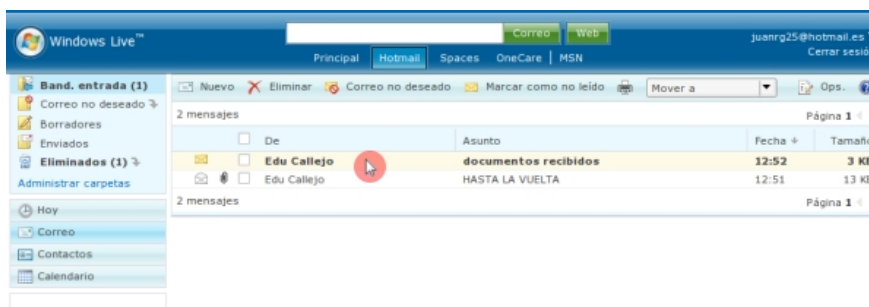 Windows Live™
Correo Web
juanrg25@hotmail.es
Cerrar sesió
Principal Hotmail Spaces OneCare MSN
Band. entrada (1)
Correo no deseado
Borradores
Enviados
Eliminados (1)
Administrar carpetas
Hoy
Correo
Contactos
Calendario
Nuevo Eliminar Correo no deseado Marcar como no leído Mover a Ops.
2 mensajes Página 1
De Asunto Fecha Tamaño
Edu Callejo documentos recibidos 12:52 3 KB
Edu Callejo HASTA LA VUELTA 12:51 13 KB
2 mensajes Página 1